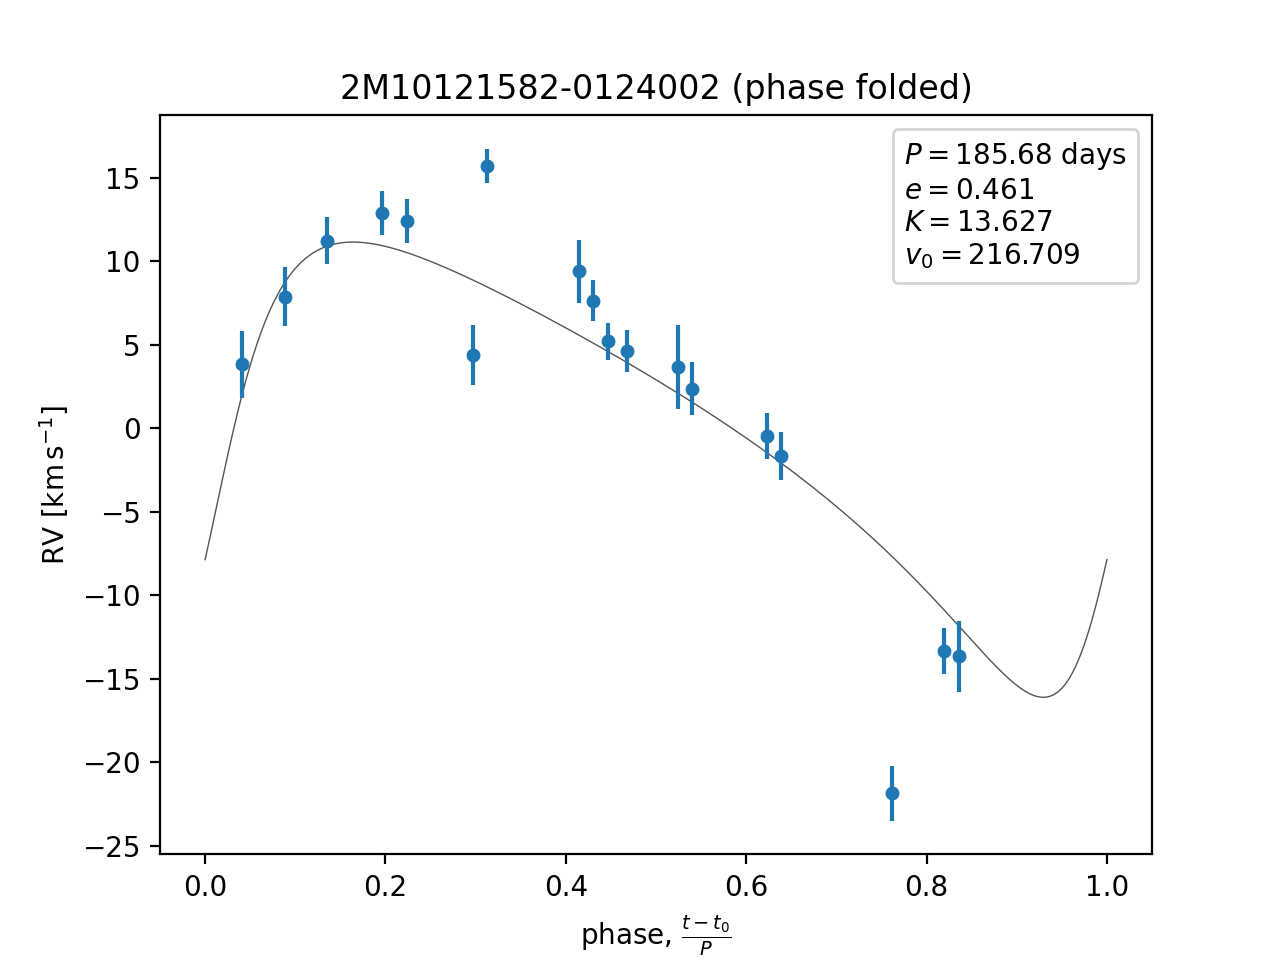 2M10121582-0124002 (phase folded)
P = 185.68 days
e = 0.461
K = 13.627
v₀ = 216.709
15
10
5
0
−5
−10
−15
−20
−25
RV [km s⁻¹]
0.0 0.2 0.4 0.6 0.8 1.0
phase, (t − t₀)/P